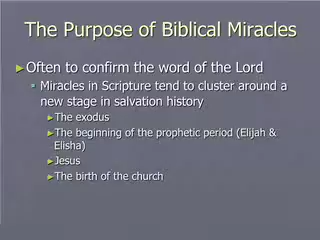 The Purpose of Biblical Miracles
►Often to confirm the word of the Lord
▪ Miracles in Scripture tend to cluster around a
new stage in salvation history
►The exodus
►The beginning of the prophetic period (Elijah &
Elisha)
►Jesus
►The birth of the church